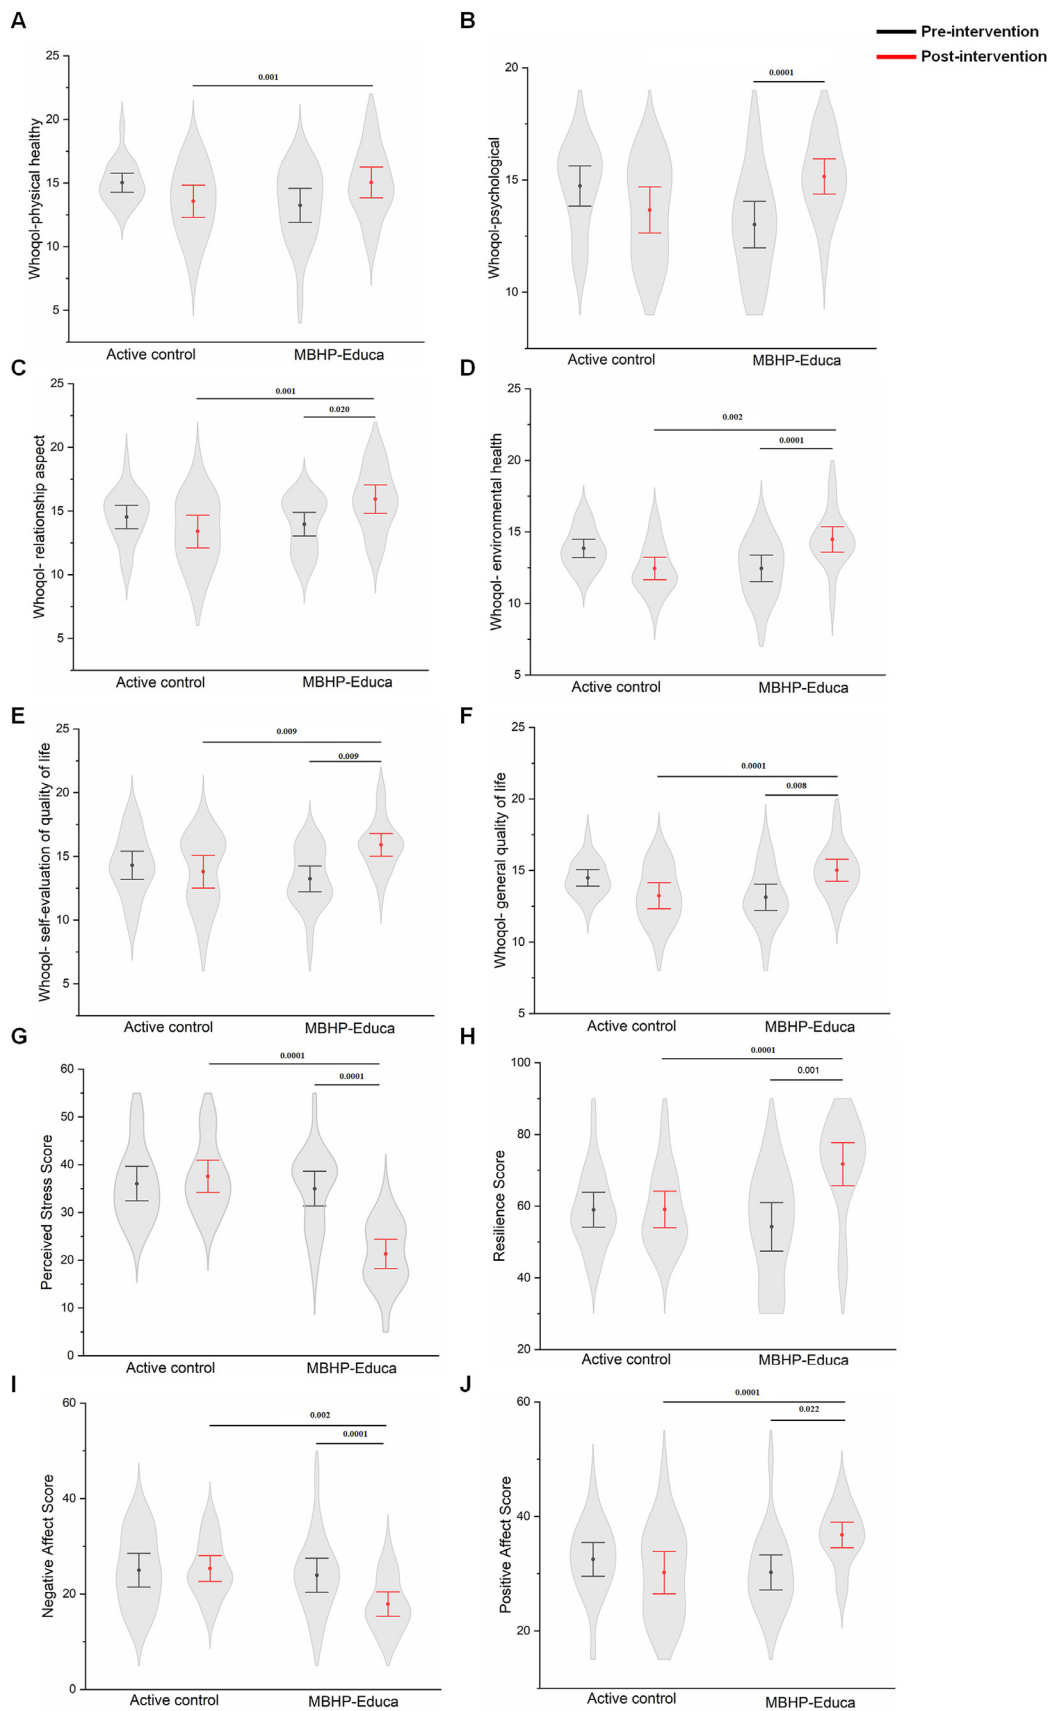 A
B
Pre-intervention
Post-intervention
Whoqol-physical healthy
25
20
15
10
5
0.001
Active control
MBHP-Educa
Whoqol-psychological
20
15
10
0.0001
Active control
MBHP-Educa
C
D
Whoqol- relationship aspect
25
20
15
10
5
0.001
0.020
Active control
MBHP-Educa
Whoqol- environmental health
25
20
15
10
5
0.002
0.0001
Active control
MBHP-Educa
E
F
Whoqol- self-evaluation of quality of life
25
20
15
10
5
0.009
0.009
Active control
MBHP-Educa
Whoqol- general quality of life
25
20
15
10
5
0.0001
0.008
Active control
MBHP-Educa
G
H
Perceived Stress Score
60
50
40
30
20
10
0
0.0001
0.0001
Active control
MBHP-Educa
Resilience Score
100
80
60
40
20
0.0001
0.001
Active control
MBHP-Educa
I
J
Negative Affect Score
60
40
20
0
0.002
0.0001
Active control
MBHP-Educa
Positive Affect Score
60
40
20
0.0001
0.022
Active control
MBHP-Educa